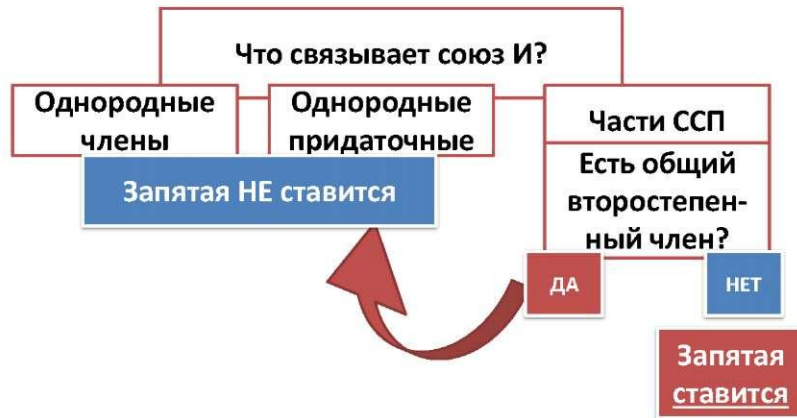 Что связывает союз И?
Однородные
члены
Однородные
придаточные
Запятая НЕ ставится
Части ССП
Есть общий
второстепен-
ный член?
ДА
НЕТ
Запятая
ставится